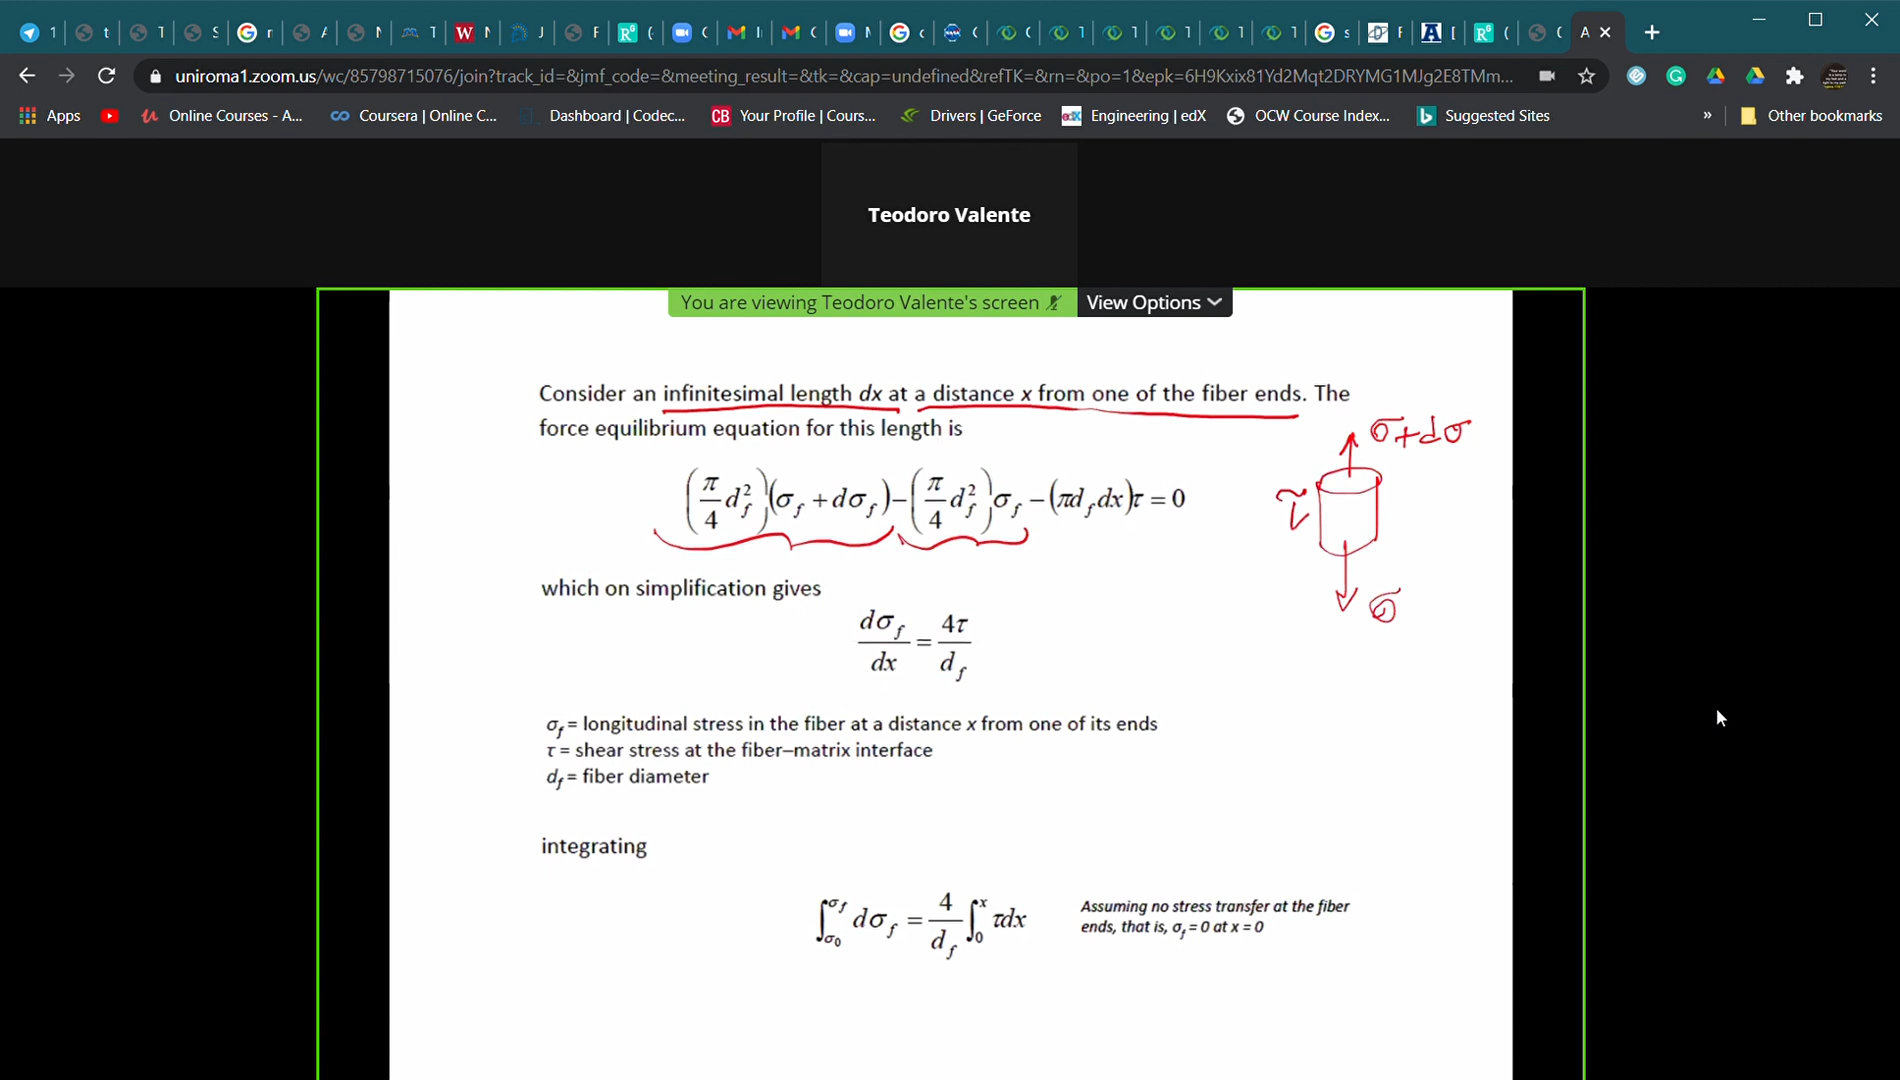 uniroma1.zoom.us/wc/85798715076/join?track_id=&jmf_code=&meeting_result=&tk=&cap=undefined&refTK=&rn=&po=1&epk=6H9Kxix81Yd2Mqt2DRYMG1MJg2E8TMm...
Apps Online Courses - A... Coursera | Online C... Dashboard | Codec... Your Profile | Cours... Drivers | GeForce Engineering | edX OCW Course Index... Suggested Sites » Other bookmarks
Teodoro Valente
You are viewing Teodoro Valente's screen View Options
Consider an infinitesimal length dx at a distance x from one of the fiber ends. The
force equilibrium equation for this length is
σ+dσ
(π/4 d_f^2)(σ_f + dσ_f) − (π/4 d_f^2)σ_f − (πd_f dx)τ = 0
τ
which on simplification gives
σ
dσ_f/dx = 4τ/d_f
σ_f = longitudinal stress in the fiber at a distance x from one of its ends
τ = shear stress at the fiber–matrix interface
d_f = fiber diameter
integrating
∫_{σ_0}^{σ_f} dσ_f = 4/d_f ∫_0^x τdx
Assuming no stress transfer at the fiber
ends, that is, σ_f = 0 at x = 0